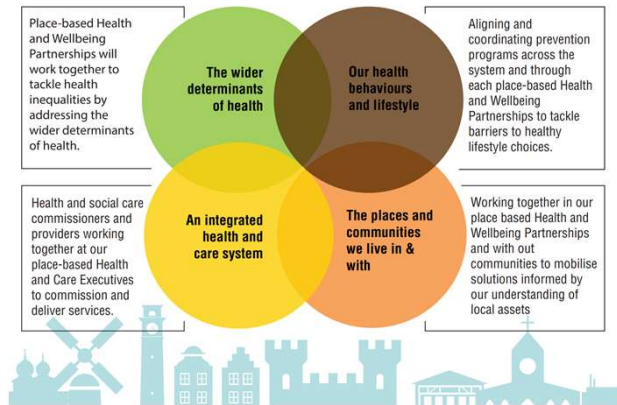 Place-based Health
and Wellbeing
Partnerships will
work together to
tackle health
inequalities by
addressing the
wider determinants
of health.
The wider
determinants
of health
Our health
behaviours
and lifestyle
Aligning and
coordinating prevention
programs across the
system and through
each place-based Health
and Wellbeing
Partnerships to tackle
barriers to healthy
lifestyle choices.
Health and social care
commissioners and
providers working
together at our
place-based Health
and Care Executives
to commission and
deliver services.
An integrated
health and
care system
The places and
communities
we live in &
with
Working together in our
place based Health and
Wellbeing Partnerships
and with out
communities to mobilise
solutions informed by
our understanding of
local assets